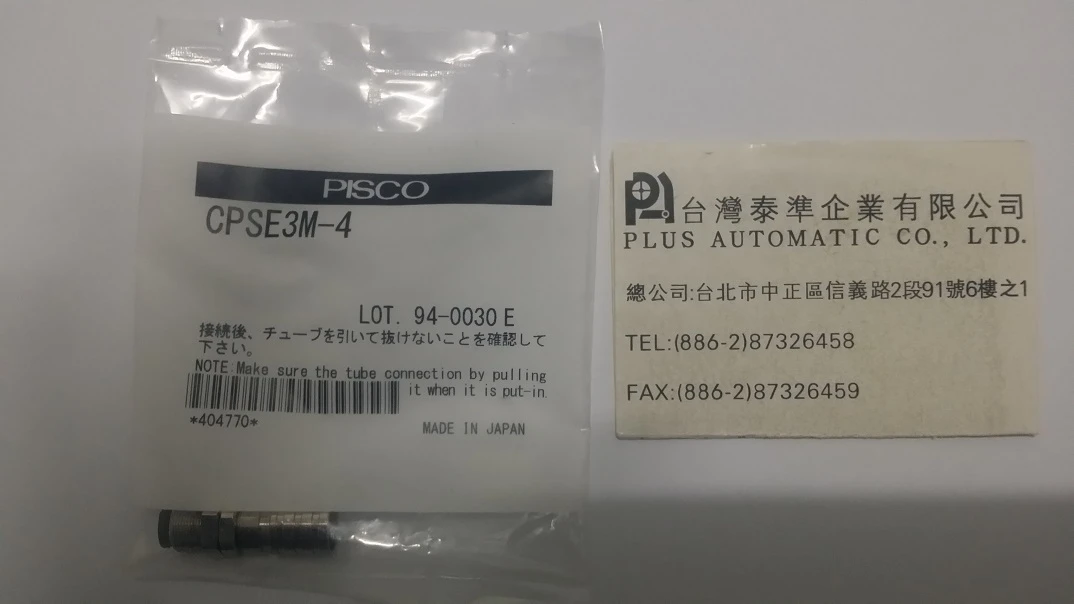 PISCO
CPSE3M-4
LOT. 94-0030 E
接続後、チューブを引いて抜けないことを確認して
下さい。
NOTE Make sure the tube connection by pulling
it when it is put-in.
*404770*
MADE IN JAPAN
台灣泰準企業有限公司
PLUS AUTOMATIC CO., LTD.
總公司:台北市中正區信義路2段91號6樓之1
TEL:(886-2)87326458
FAX:(886-2)87326459